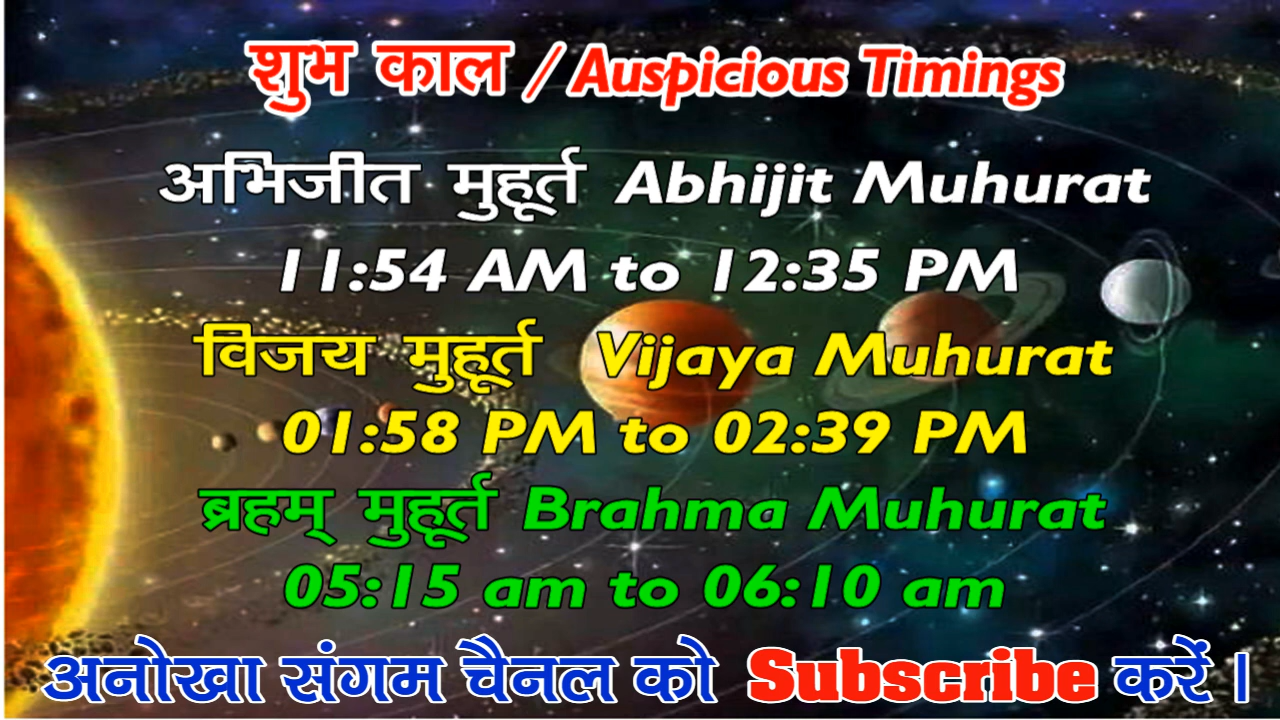 शुभ काल / Auspicious Timings
अभिजीत मुहूर्त Abhijit Muhurat
11:54 AM to 12:35 PM
विजय मुहूर्त Vijaya Muhurat
01:58 PM to 02:39 PM
ब्रहम् मुहूर्त Brahma Muhurat
05:15 am to 06:10 am
अनोखा संगम चैनल को Subscribe करें ।